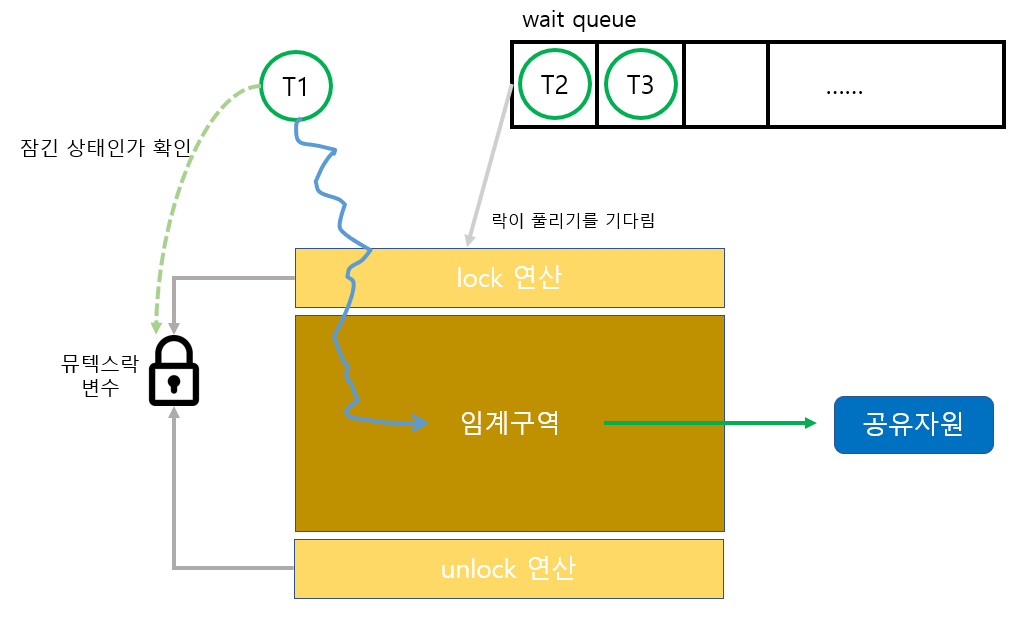 wait queue
T1
T2
T3
......
잠긴 상태인가 확인
락이 풀리기를 기다림
lock 연산
뮤텍스락
변수
임계구역
공유자원
unlock 연산